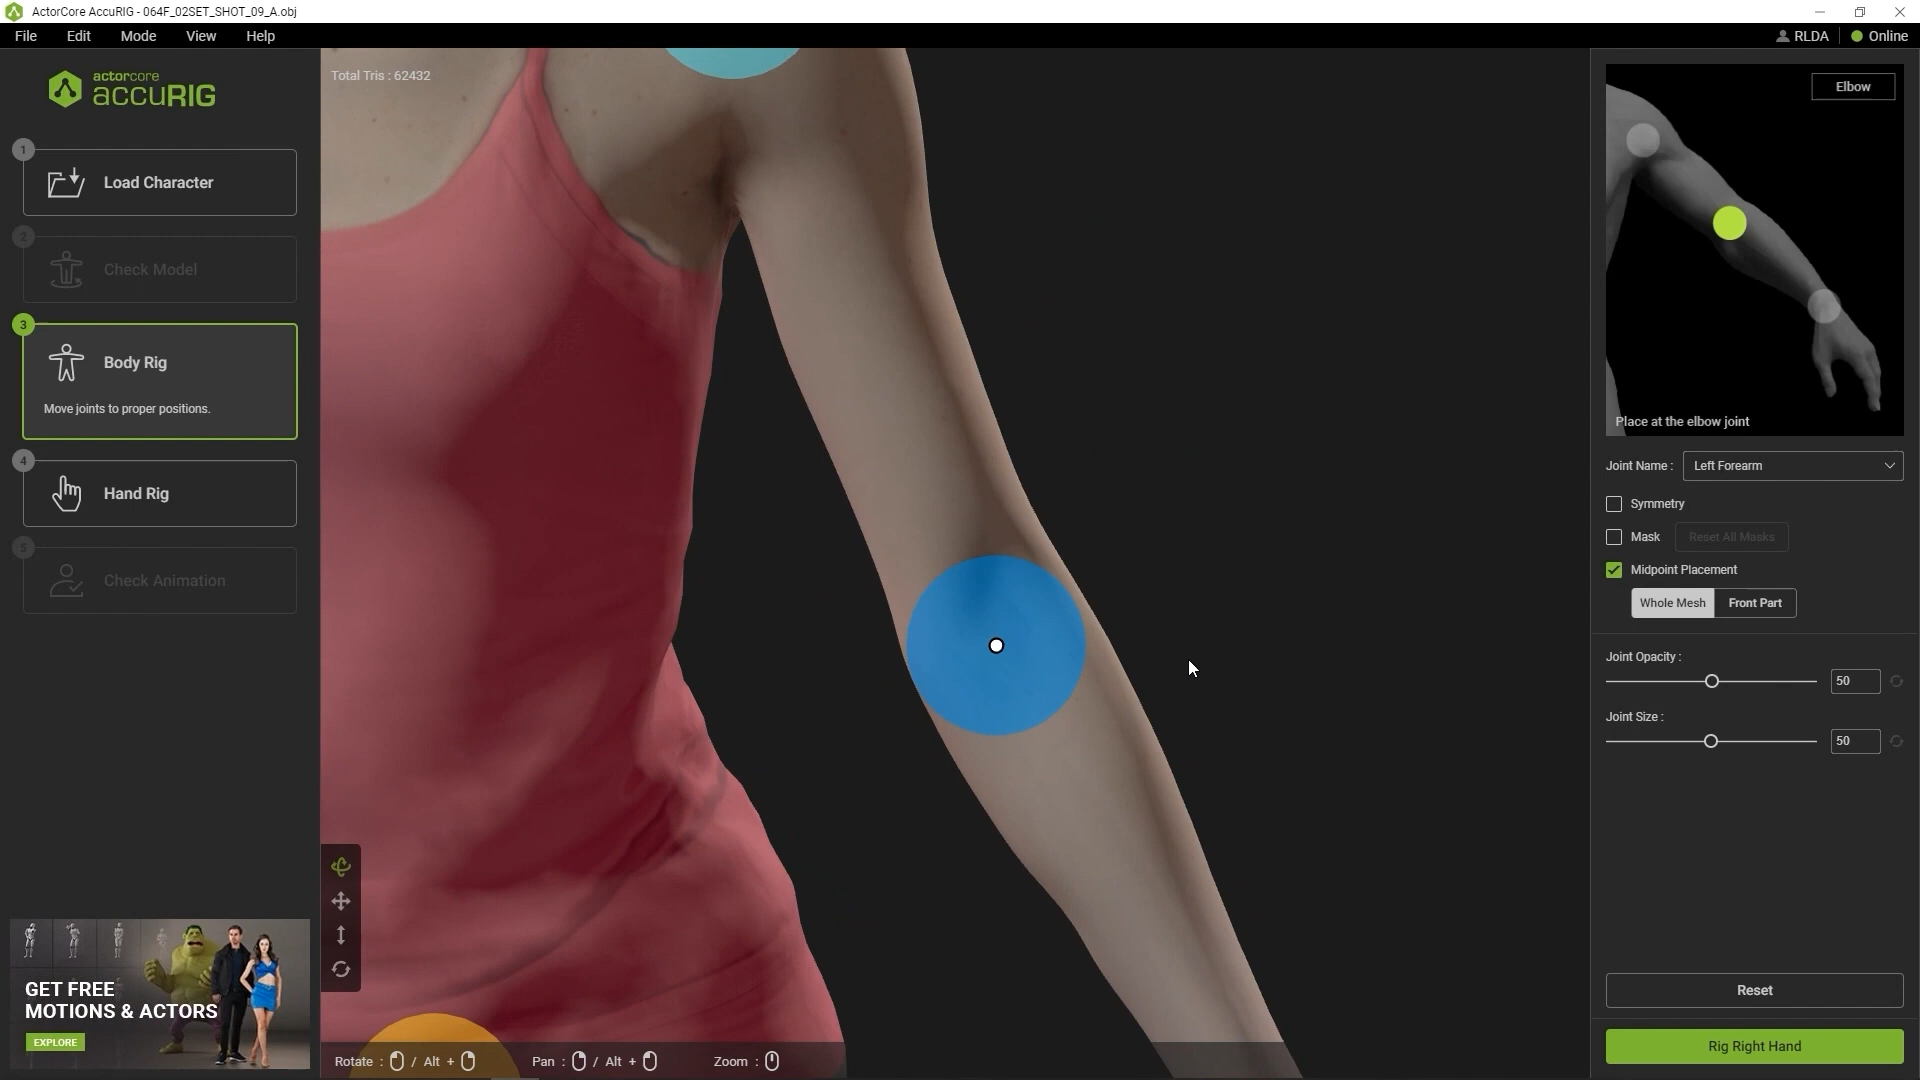 ActorCore AccuRIG - 064F_02SET_SHOT_09_A.obj
File Edit Mode View Help
RLDA Online
actorcore
accuRIG
1
Load Character
2
Check Model
3
Body Rig
Move joints to proper positions.
4
Hand Rig
5
Check Animation
GET FREE
MOTIONS & ACTORS
EXPLORE
Total Tris : 62432
Rotate : / Alt + Pan : / Alt + Zoom :
Elbow
Place at the elbow joint
Joint Name : Left Forearm
Symmetry
Mask Reset All Masks
Midpoint Placement
Whole Mesh Front Part
Joint Opacity :
50
Joint Size :
50
Reset
Rig Right Hand